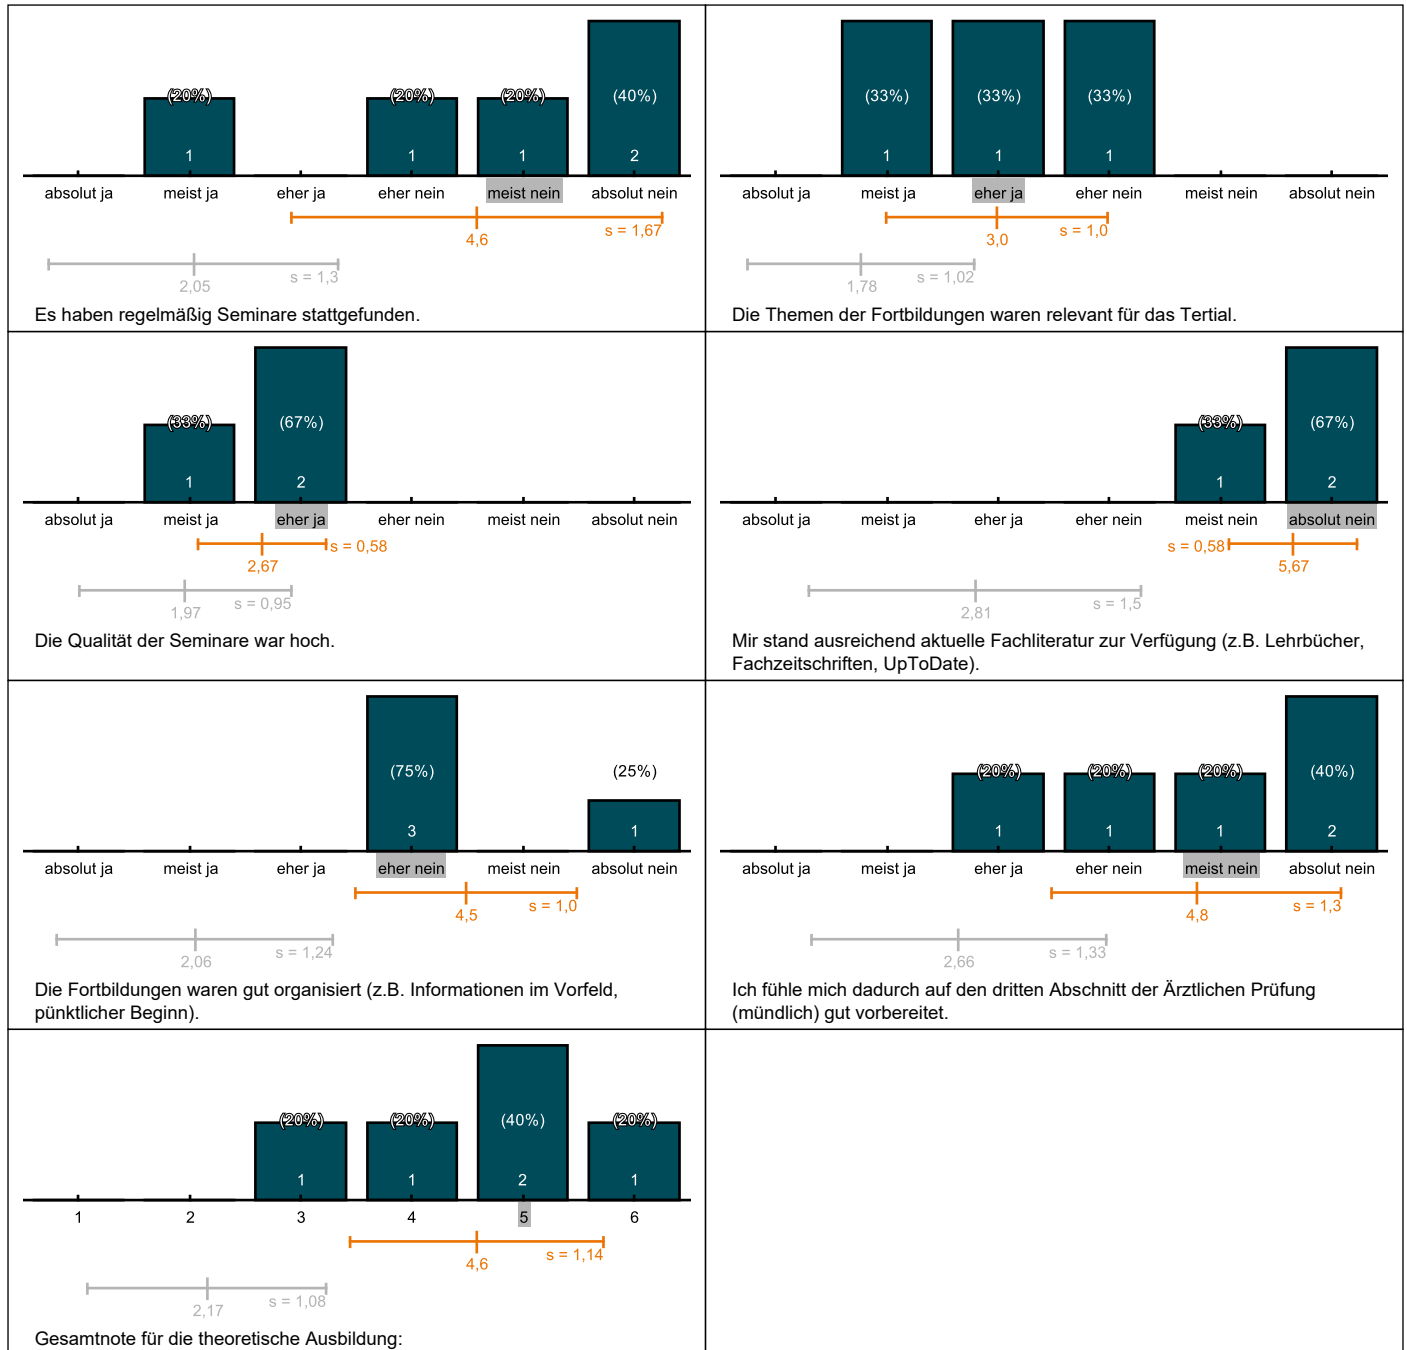 (20%) (20%) (20%) (40%)
1 1 1 2
absolut ja meist ja eher ja eher nein meist nein absolut nein
4,6 s = 1,67
2,05 s = 1,3
Es haben regelmäßig Seminare stattgefunden.
(33%) (33%) (33%)
1 1 1
absolut ja meist ja eher ja eher nein meist nein absolut nein
3,0 s = 1,0
1,78 s = 1,02
Die Themen der Fortbildungen waren relevant für das Tertial.
(33%) (67%)
1 2
absolut ja meist ja eher ja eher nein meist nein absolut nein
2,67 s = 0,58
1,97 s = 0,95
Die Qualität der Seminare war hoch.
(33%) (67%)
1 2
absolut ja meist ja eher ja eher nein meist nein absolut nein
s = 0,58 5,67
2,81 s = 1,5
Mir stand ausreichend aktuelle Fachliteratur zur Verfügung (z.B. Lehrbücher,
Fachzeitschriften, UpToDate).
(75%) (25%)
3 1
absolut ja meist ja eher ja eher nein meist nein absolut nein
4,5 s = 1,0
2,06 s = 1,24
Die Fortbildungen waren gut organisiert (z.B. Informationen im Vorfeld,
pünktlicher Beginn).
(20%) (20%) (20%) (40%)
1 1 1 2
absolut ja meist ja eher ja eher nein meist nein absolut nein
4,8 s = 1,3
2,66 s = 1,33
Ich fühle mich dadurch auf den dritten Abschnitt der Ärztlichen Prüfung
(mündlich) gut vorbereitet.
(20%) (20%) (40%) (20%)
1 1 2 1
1 2 3 4 5 6
4,6 s = 1,14
2,17 s = 1,08
Gesamtnote für die theoretische Ausbildung: